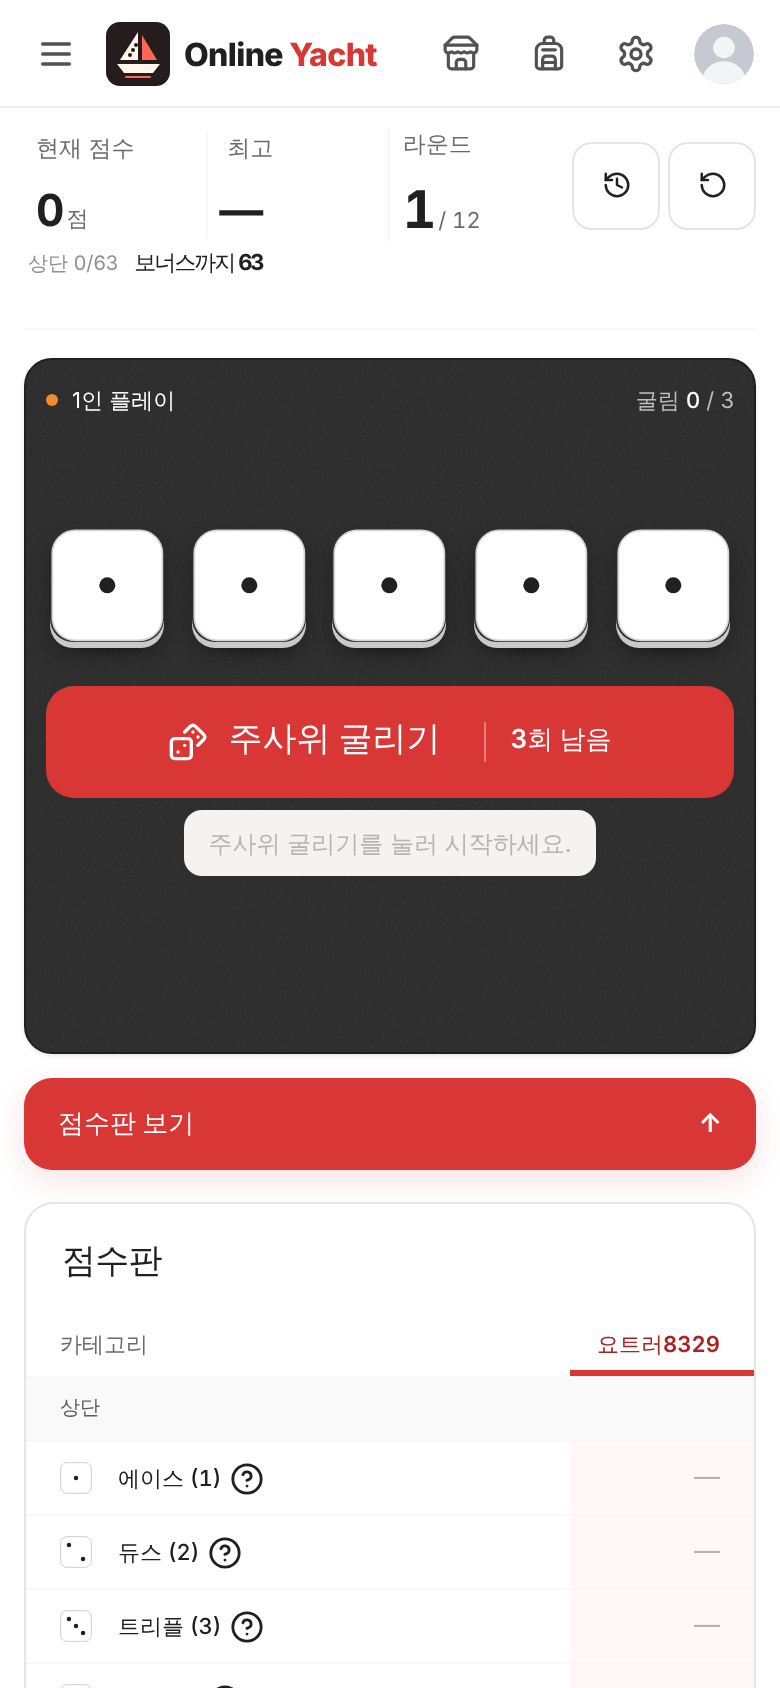 Online Yacht
현재 점수
최고
라운드
0점
—
1 / 12
상단 0/63 보너스까지 63
1인 플레이
굴림 0 / 3
주사위 굴리기
3회 남음
주사위 굴리기를 눌러 시작하세요.
점수판 보기
점수판
카테고리
요트러8329
상단
에이스 (1)
—
듀스 (2)
—
트리플 (3)
—